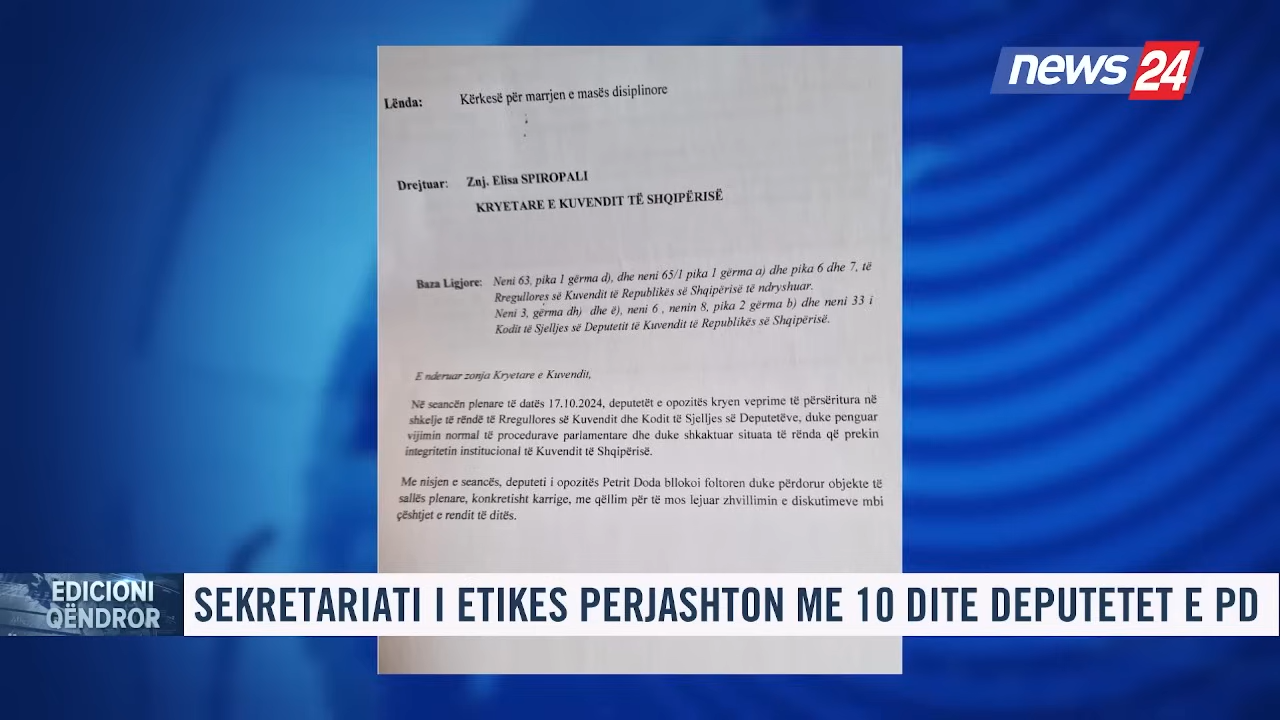 news 24
Lënda: Kërkesë për marrjen e masës disiplinore
Drejtuar: Znj. Elisa SPIROPALI
KRYETARE E KUVENDIT TË SHQIPËRISË
Baza Ligjore: Neni 63, pika 1 gërma d), dhe neni 65/1 pika 1 gërma a) dhe pika 6 dhe 7, të
Rregullores së Kuvendit të Republikës së Shqipërisë të ndryshuar.
Neni 3, gërma dh) dhe ë), neni 6 , nenin 8, pika 2 gërma b) dhe neni 33 i
Kodit të Sjelljes së Deputetit të Kuvendit të Republikës së Shqipërisë.
E nderuar zonja Kryetare e Kuvendit,
Në seancën plenare të datës 17.10.2024, deputetët e opozitës kryen veprime të përsëritura në
shkelje të rëndë të Rregullores së Kuvendit dhe Kodit të Sjelljes së Deputetëve, duke penguar
vijimin normal të procedurave parlamentare dhe duke shkaktuar situata të rënda që prekin
integritetin institucional të Kuvendit të Shqipërisë.
Me nisjen e seancës, deputeti i opozitës Petrit Doda bllokoi foltoren duke përdorur objekte të
sallës plenare, konkretisht karrige, me qëllim për të mos lejuar zhvillimin e diskutimeve mbi
çështjet e rendit të ditës.
EDICIONI
QËNDROR
SEKRETARIATI I ETIKES PERJASHTON ME 10 DITE DEPUTETET E PD